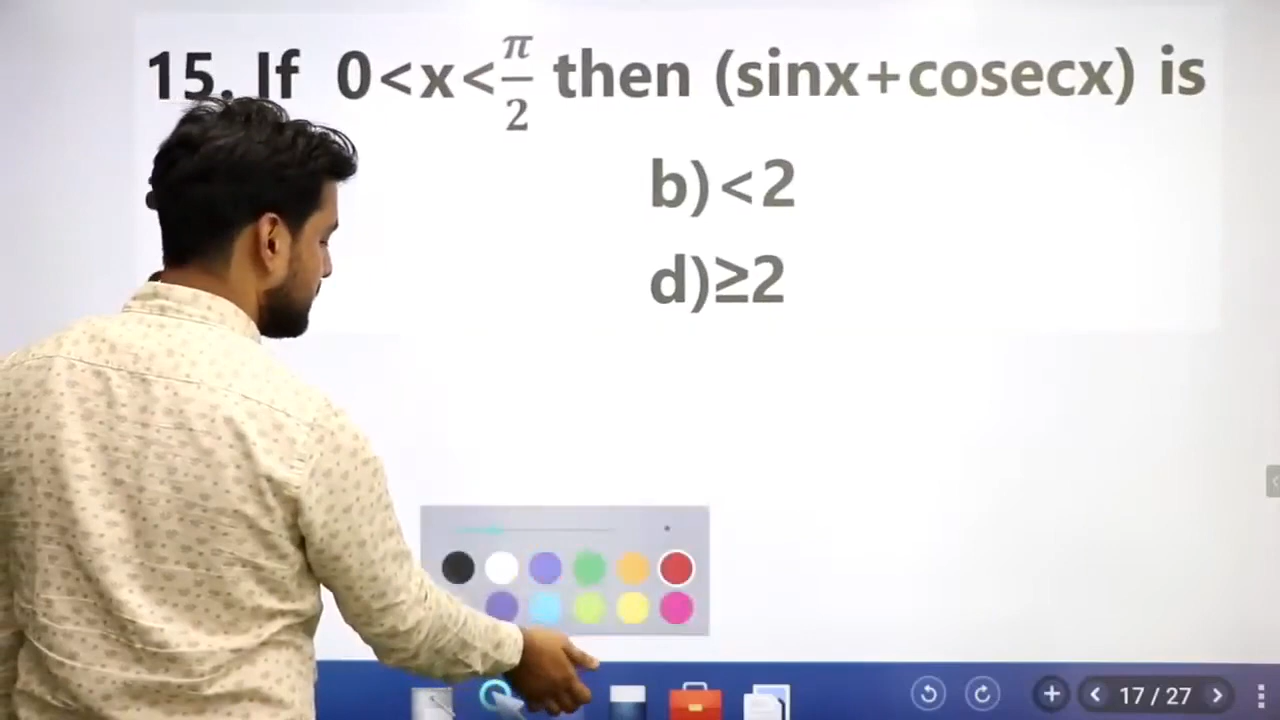 15. If 0<x<π/2 then (sinx+cosecx) is
b)<2
d)≥2
17 / 27